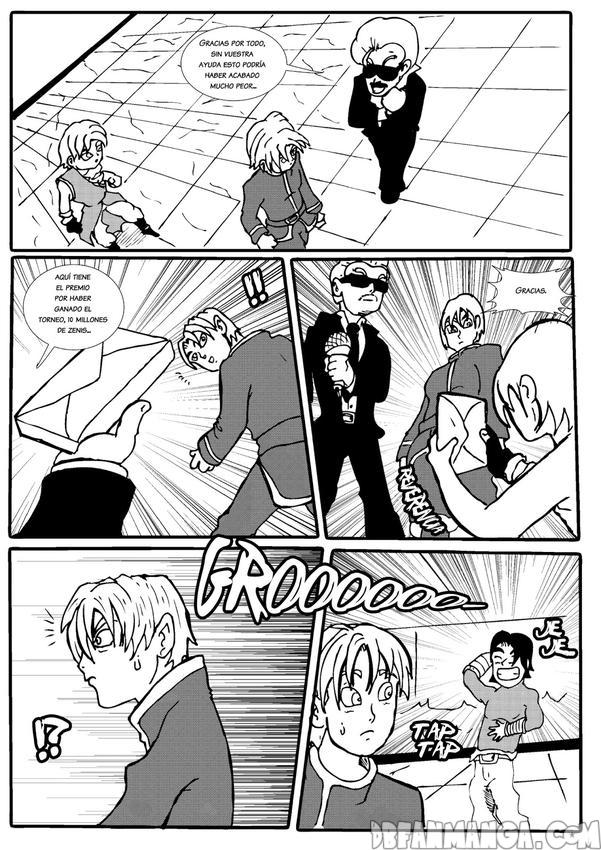 GRACIAS POR TODO,
SIN VUESTRA
AYUDA ESTO PODRÍA
HABER ACABADO
MUCHO PEOR...
AQUÍ TIENE
EL PREMIO
POR HABER
GANADO EL
TORNEO, 10 MILLONES
DE ZENIS...
!!
GRACIAS.
REVERENCIA
GROOOOOOO...
!?
JE
JE...
TAP
TAP
DBFANMANGA.COM